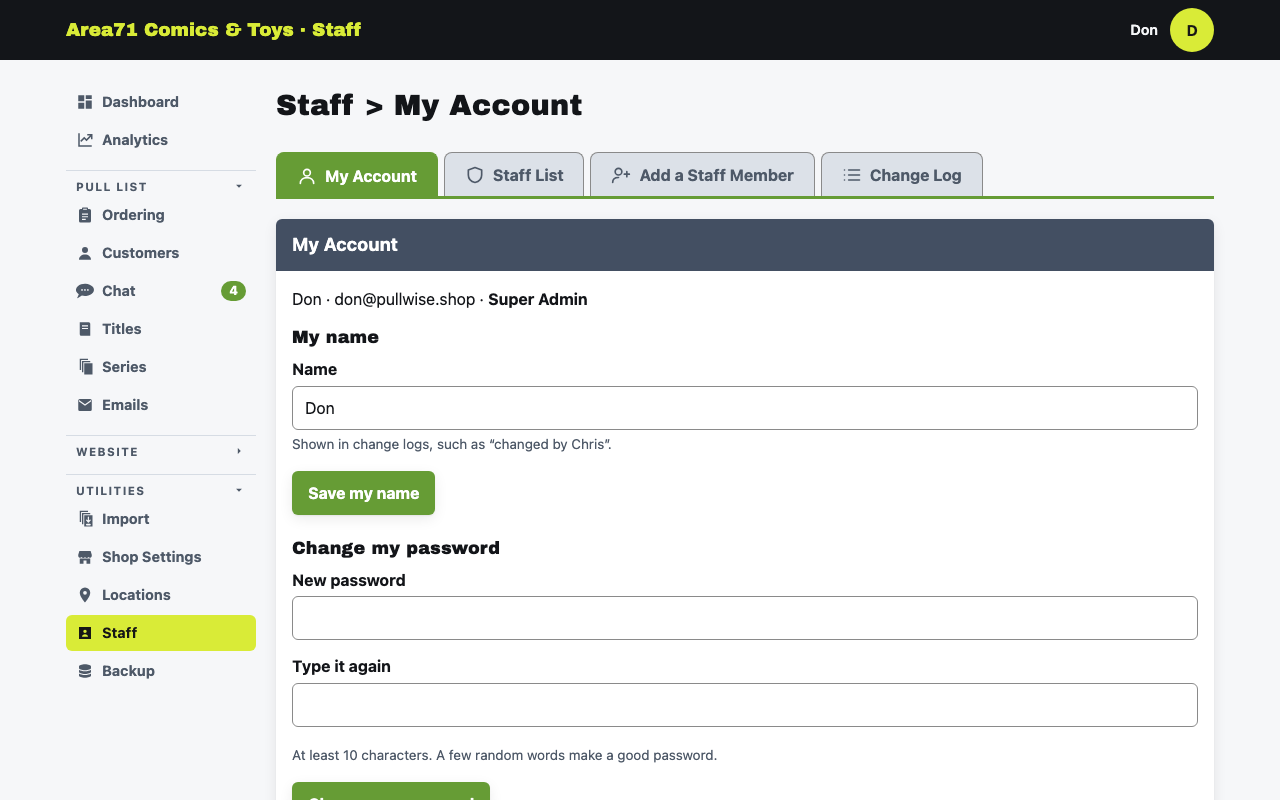 Area71 Comics & Toys · Staff
Don
D
Dashboard
Analytics
PULL LIST
Ordering
Customers
Chat
4
Titles
Series
Emails
WEBSITE
UTILITIES
Import
Shop Settings
Locations
Staff
Backup
Staff > My Account
My Account
Staff List
Add a Staff Member
Change Log
My Account
Don · don@pullwise.shop · Super Admin
My name
Name
Don
Shown in change logs, such as “changed by Chris”.
Save my name
Change my password
New password
Type it again
At least 10 characters. A few random words make a good password.